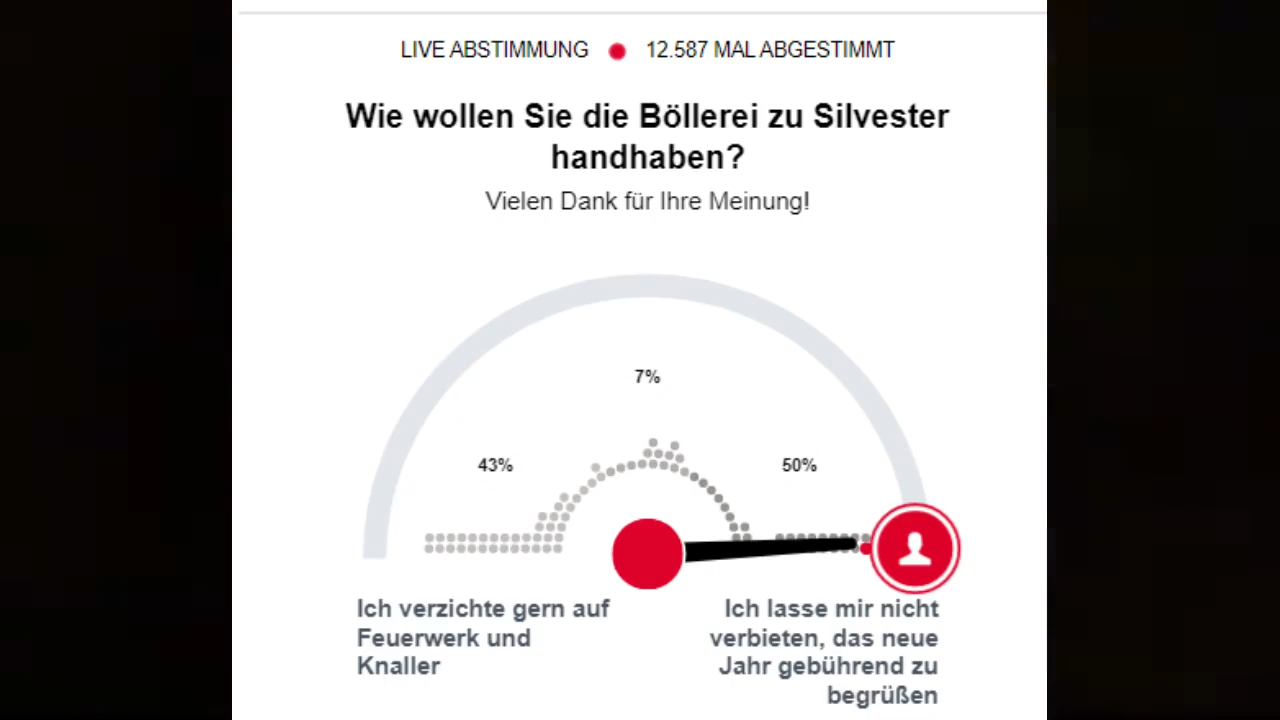 LIVE ABSTIMMUNG 12.587 MAL ABGESTIMMT
Wie wollen Sie die Böllerei zu Silvester
handhaben?
Vielen Dank für Ihre Meinung!
7%
43%
50%
Ich verzichte gern auf
Feuerwerk und
Knaller
Ich lasse mir nicht
verbieten, das neue
Jahr gebührend zu
begrüßen